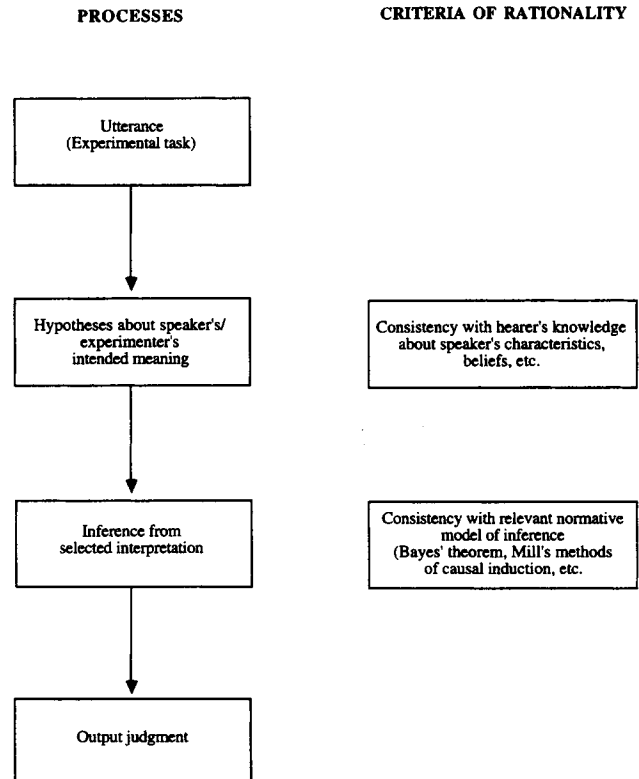 PROCESSES
CRITERIA OF RATIONALITY
Utterance
(Experimental task)
Hypotheses about speaker's/
experimenter's
intended meaning
Consistency with hearer's knowledge
about speaker's characteristics,
beliefs, etc.
Inference from
selected interpretation
Consistency with relevant normative
model of inference
(Bayes' theorem, Mill's methods
of causal induction, etc.
Output judgment